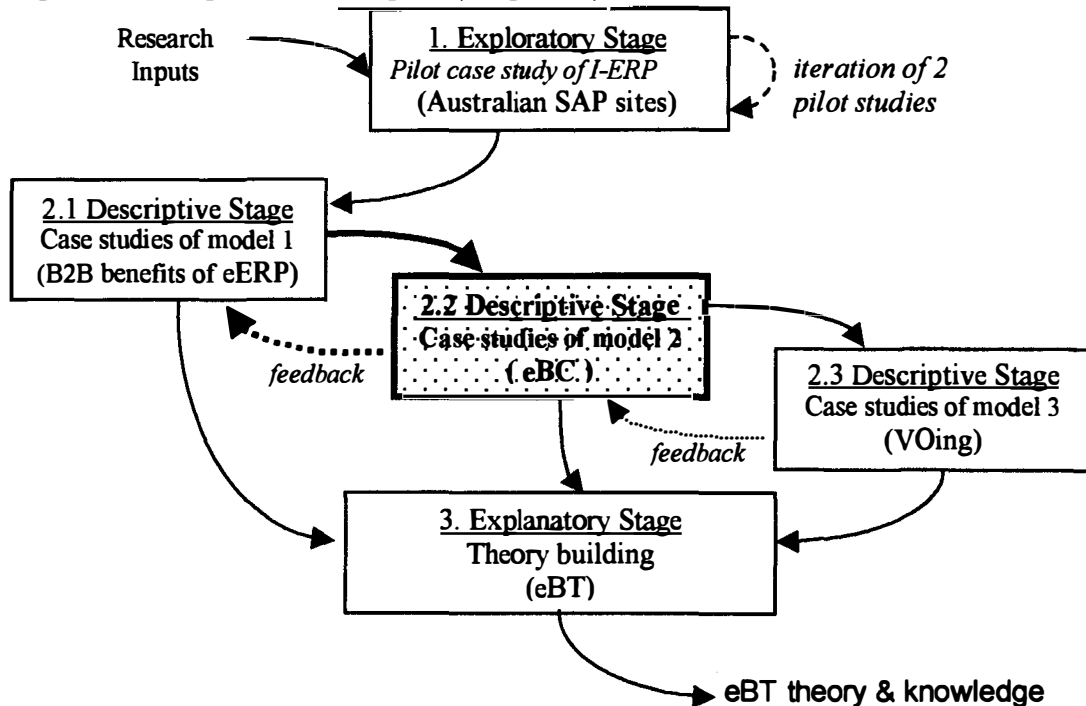 Research
Inputs
1. Exploratory Stage
Pilot case study of I-ERP
(Australian SAP sites)
iteration of 2
pilot studies
2.1 Descriptive Stage
Case studies of model 1
(B2B benefits of eERP)
2.2 Descriptive Stage
Case studies of model 2
( eBC )
feedback
2.3 Descriptive Stage
Case studies of model 3
(VOing)
feedback
3. Explanatory Stage
Theory building
(eBT)
eBT theory & knowledge